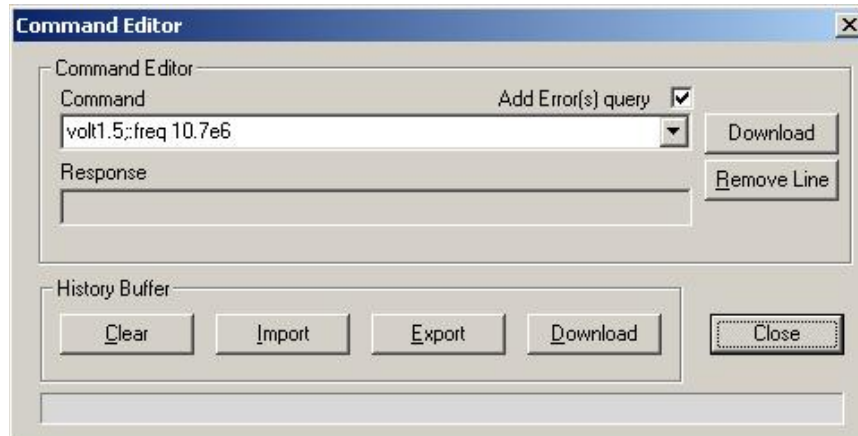 Command Editor
Command Editor
Command
Add Error(s) query
volt1.5;:freq 10.7e6
Download
Response
Remove Line
History Buffer
Clear
Import
Export
Download
Close